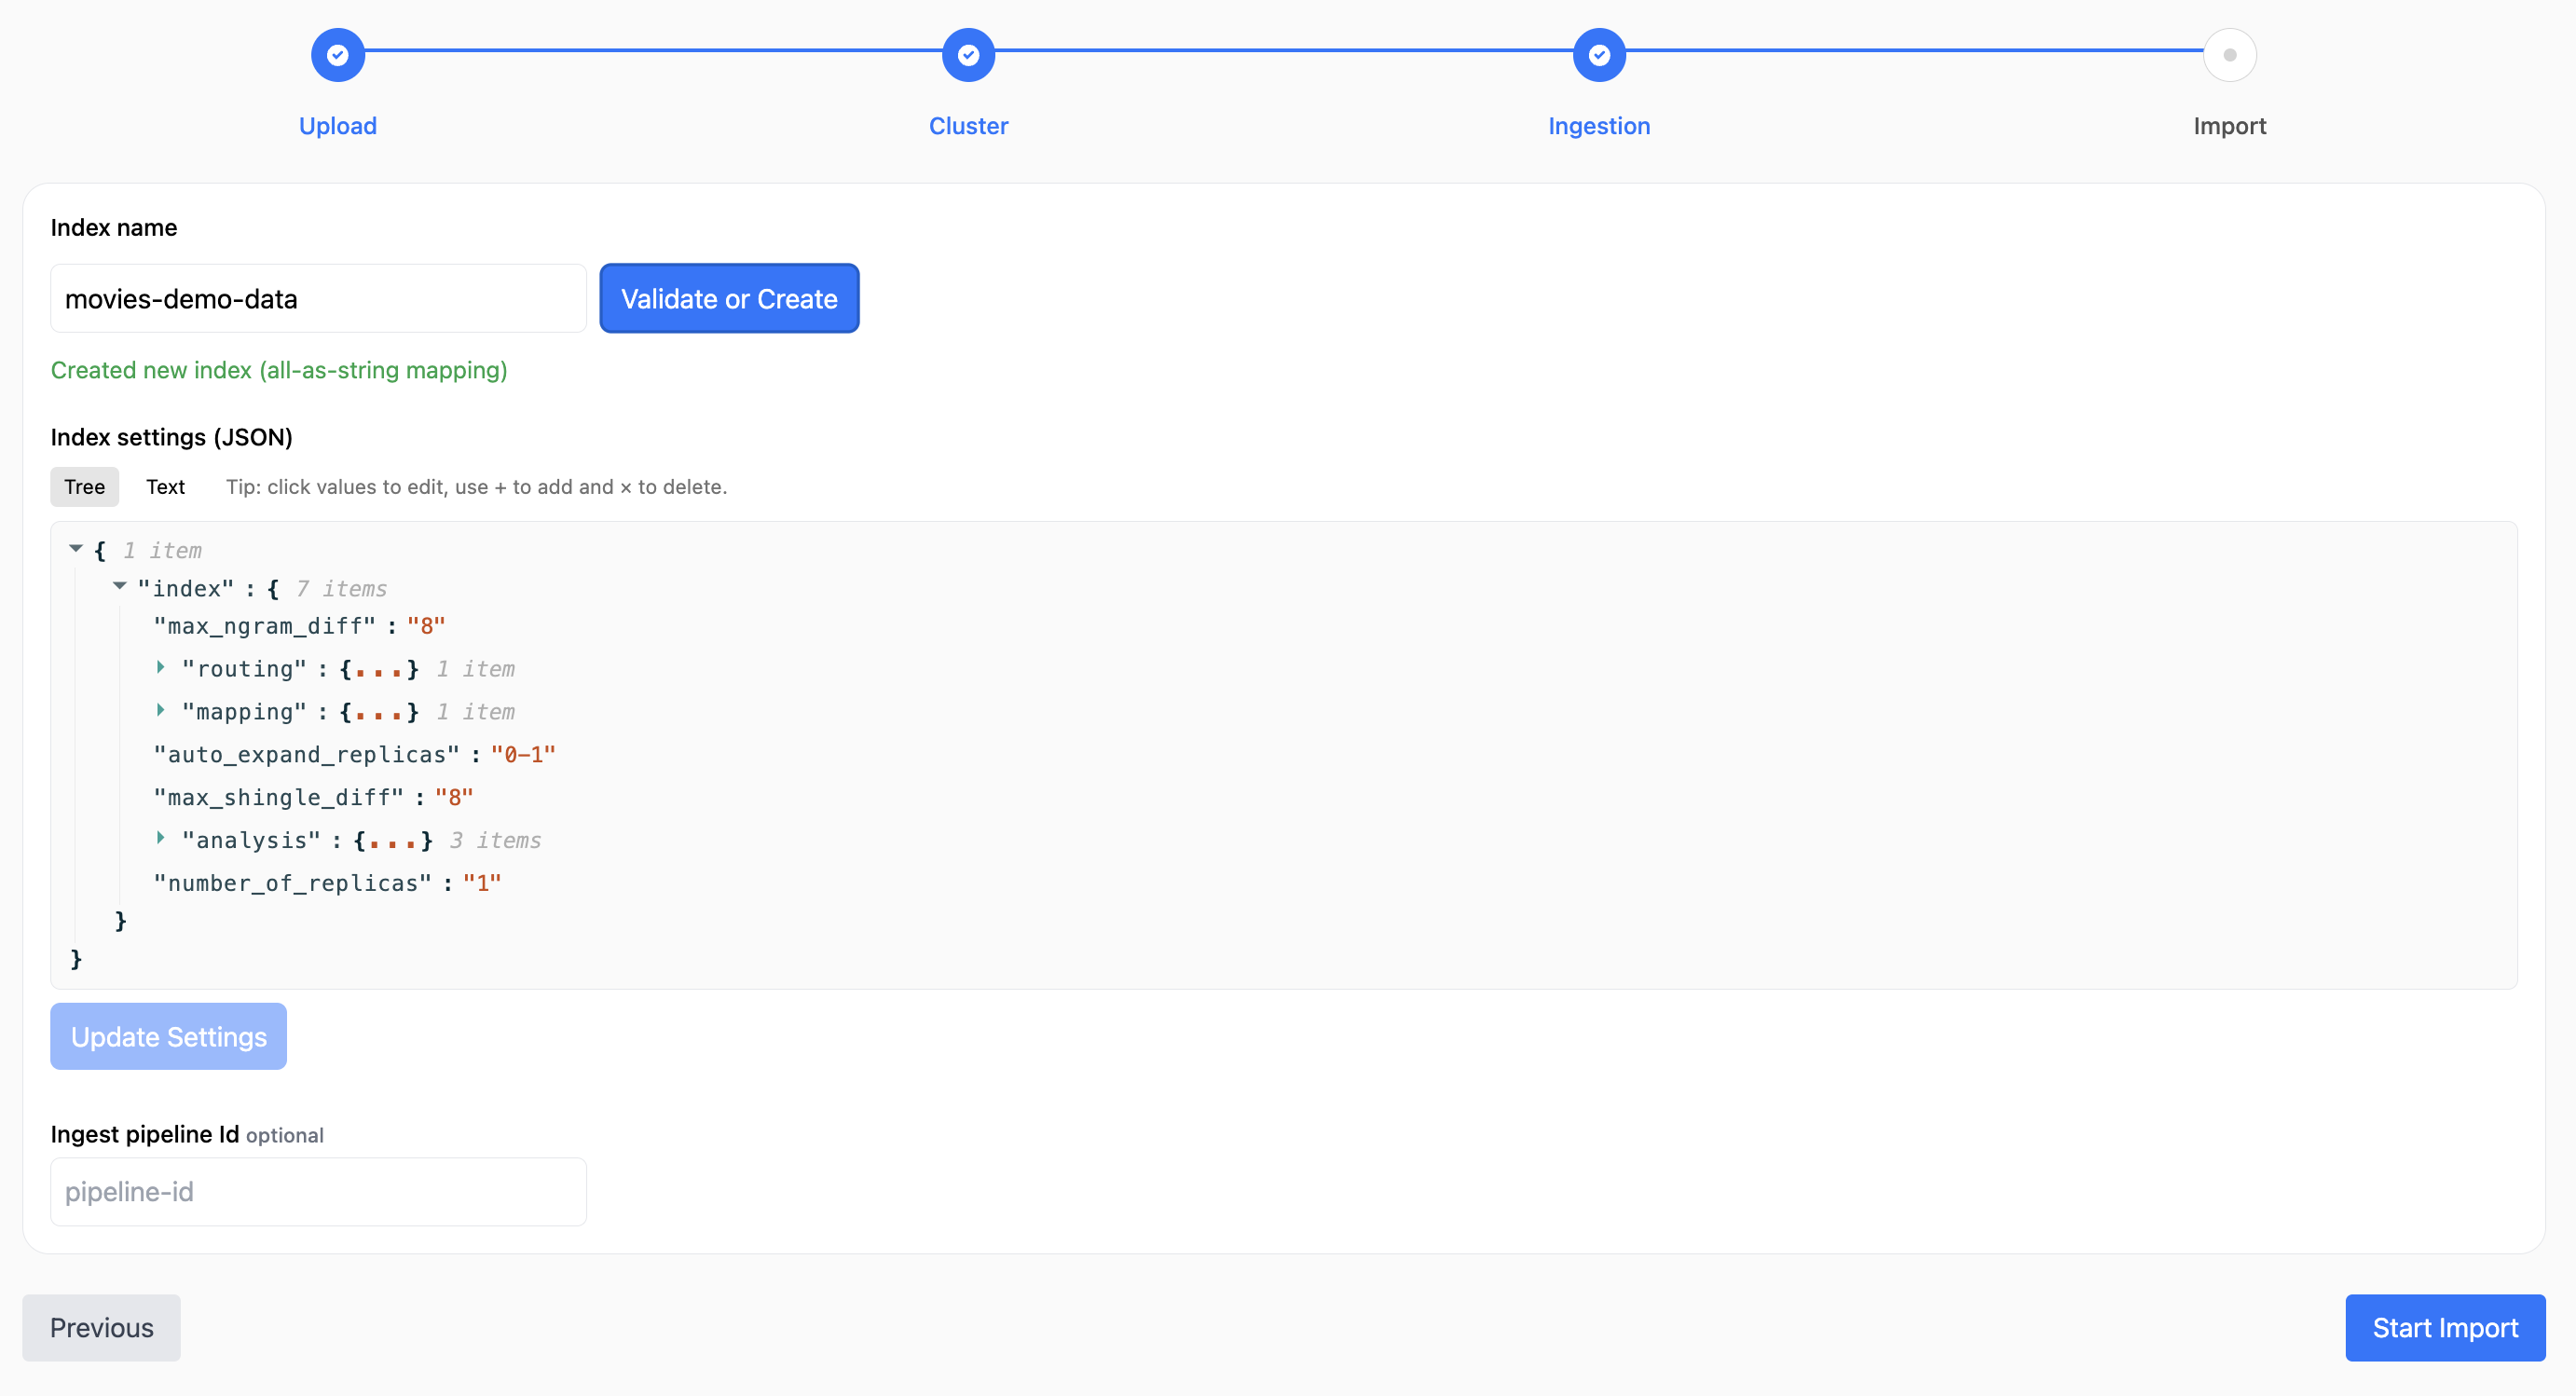 Upload Cluster Ingestion Import
Index name
movies-demo-data Validate or Create
Created new index (all-as-string mapping)
Index settings (JSON)
Tree Text Tip: click values to edit, use + to add and × to delete.
{ 1 item
"index" : { 7 items
"max_ngram_diff" : "8"
"routing" : {...} 1 item
"mapping" : {...} 1 item
"auto_expand_replicas" : "0-1"
"max_shingle_diff" : "8"
"analysis" : {...} 3 items
"number_of_replicas" : "1"
}
}
Update Settings
Ingest pipeline Id optional
pipeline-id
Previous Start Import